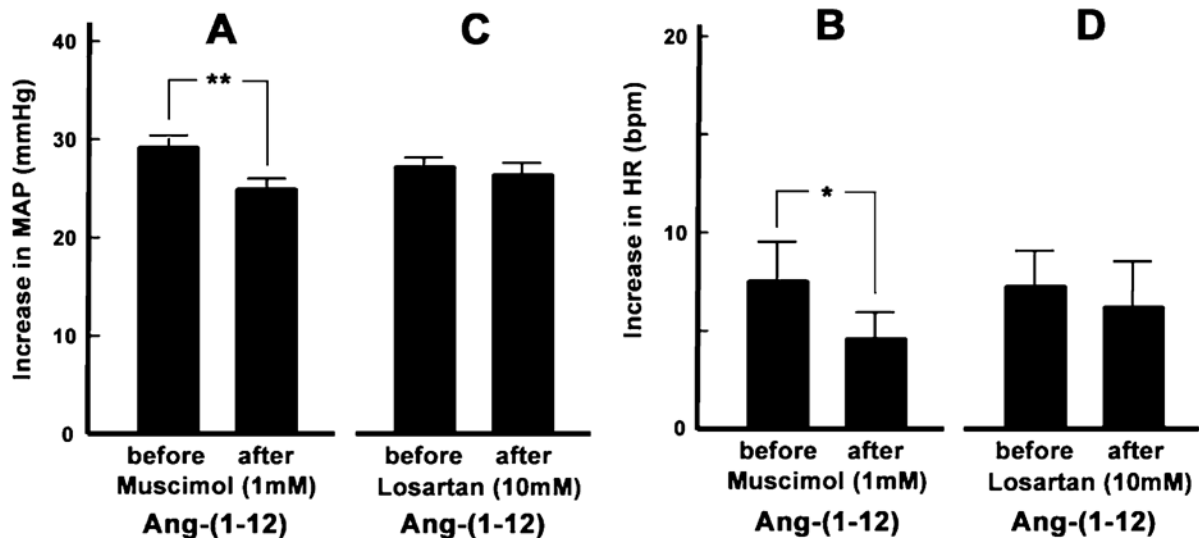 A C
Increase in MAP (mmHg)
40
30
20
10
0
**
before after before after
Muscimol (1mM) Losartan (10mM)
Ang-(1-12) Ang-(1-12)
B D
Increase in HR (bpm)
20
10
0
*
before after before after
Muscimol (1mM) Losartan (10mM)
Ang-(1-12) Ang-(1-12)